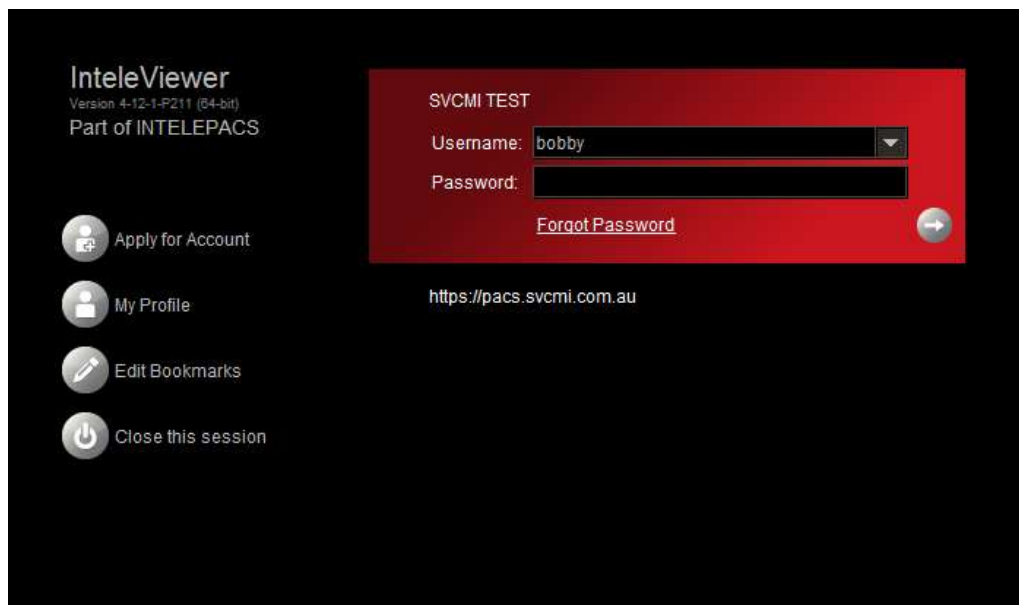 InteleViewer
Version 4-12-1-P211 (64-bit)
Part of INTELEPACS
Apply for Account
My Profile
Edit Bookmarks
Close this session
SVCMI TEST
Username: bobby
Password:
Forgot Password
https://pacs.svcmi.com.au